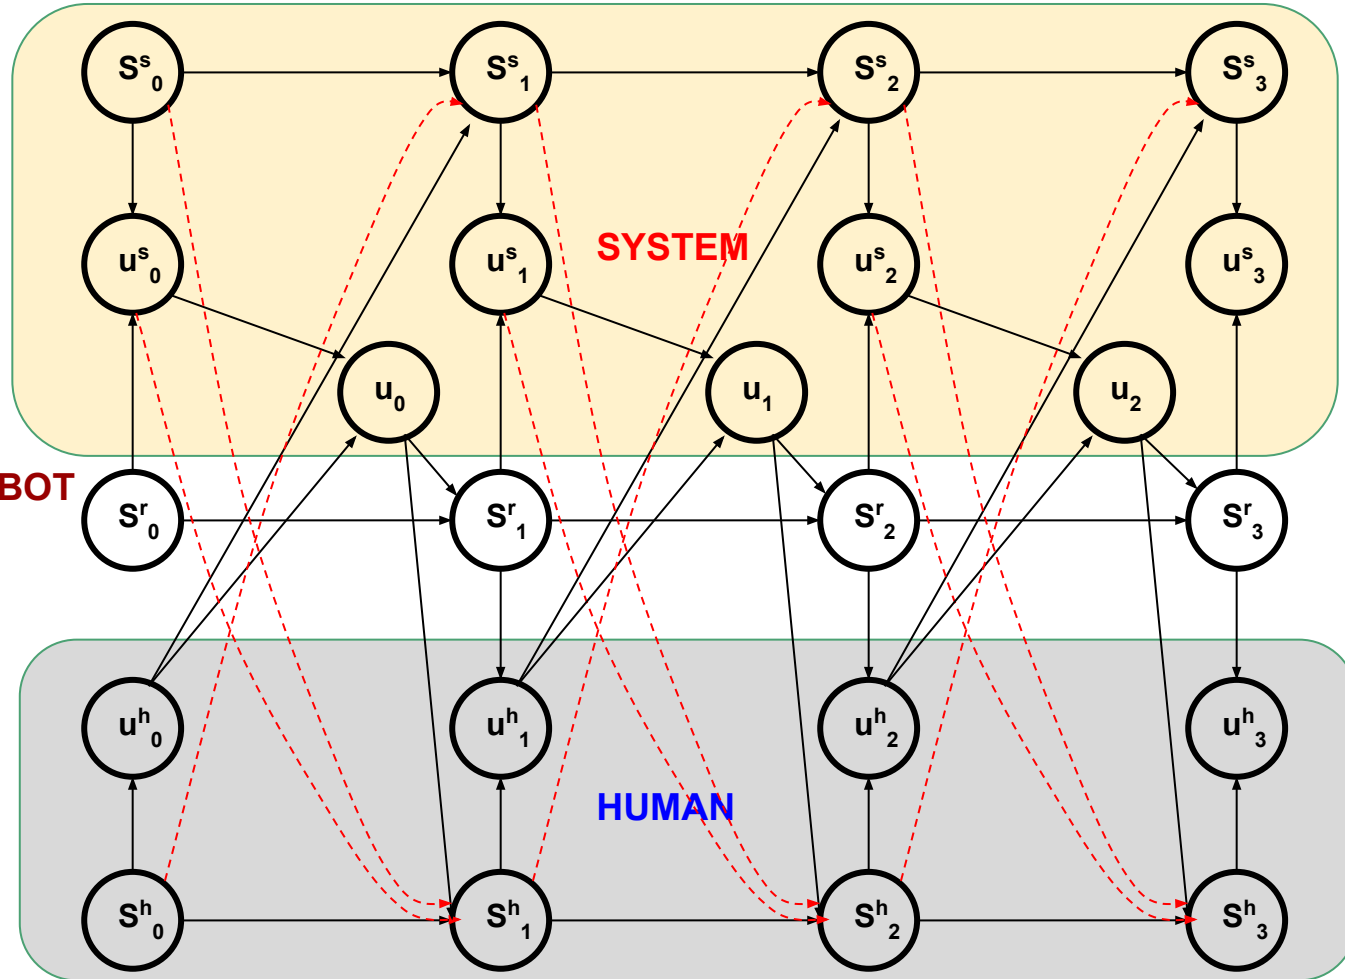 S^s_0 S^s_1 S^s_2 S^s_3
u^s_0 u^s_1 SYSTEM u^s_2 u^s_3
u_0 u_1 u_2
BOT S^r_0 S^r_1 S^r_2 S^r_3
u^h_0 u^h_1 u^h_2 u^h_3
HUMAN
S^h_0 S^h_1 S^h_2 S^h_3